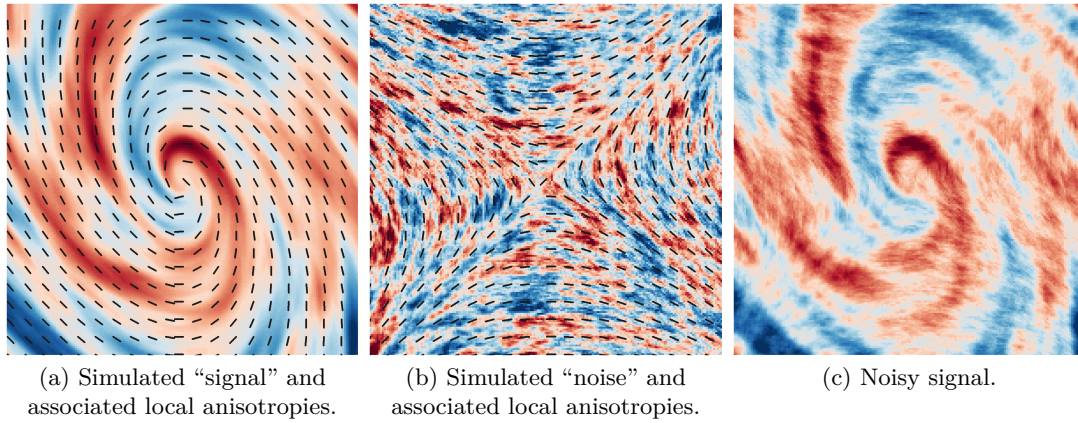 (a) Simulated “signal” and
associated local anisotropies.
(b) Simulated “noise” and
associated local anisotropies.
(c) Noisy signal.